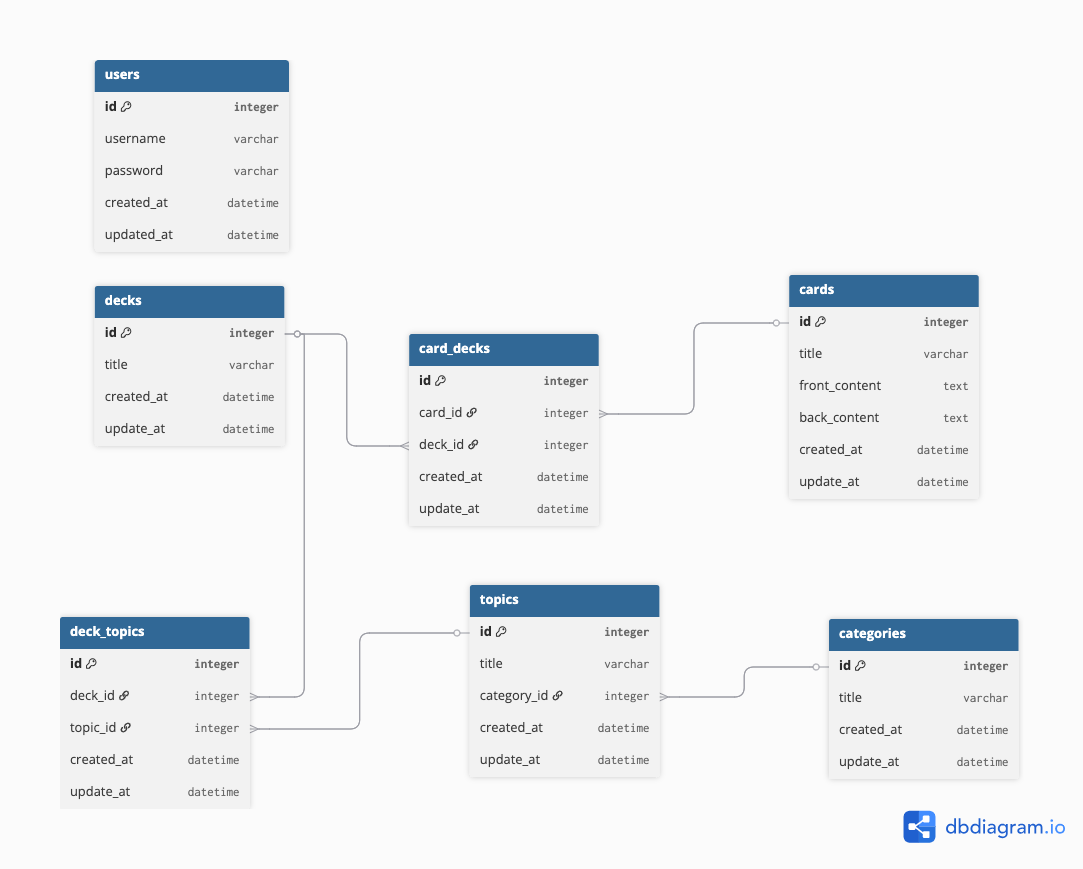 users
id integer
username varchar
password varchar
created_at datetime
updated_at datetime
decks
id integer
title varchar
created_at datetime
update_at datetime
card_decks
id integer
card_id integer
deck_id integer
created_at datetime
update_at datetime
cards
id integer
title varchar
front_content text
back_content text
created_at datetime
update_at datetime
deck_topics
id integer
deck_id integer
topic_id integer
created_at datetime
update_at datetime
topics
id integer
title varchar
category_id integer
created_at datetime
update_at datetime
categories
id integer
title varchar
created_at datetime
update_at datetime
dbdiagram.io